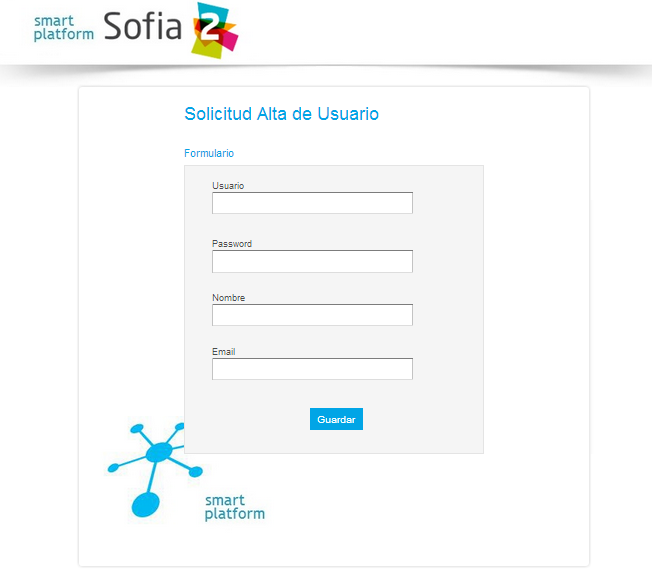 smart
platform
Sofia 2
Solicitud Alta de Usuario
Formulario
Usuario
Password
Nombre
Email
Guardar
smart
platform